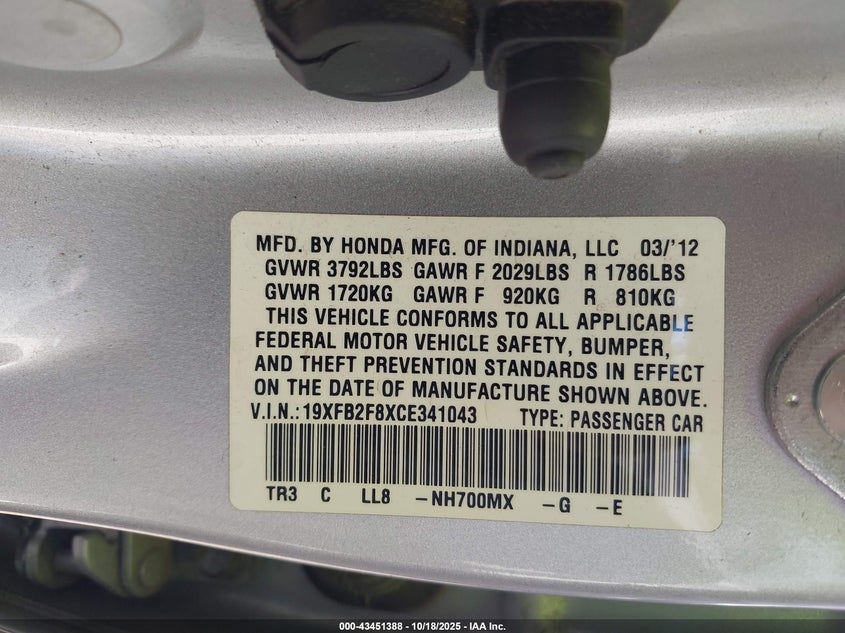 MFD. BY HONDA MFG. OF INDIANA, LLC 03/'12
GVWR 3792LBS GAWR F 2029LBS R 1786LBS
GVWR 1720KG GAWR F 920KG R 810KG
THIS VEHICLE CONFORMS TO ALL APPLICABLE
FEDERAL MOTOR VEHICLE SAFETY, BUMPER,
AND THEFT PREVENTION STANDARDS IN EFFECT
ON THE DATE OF MANUFACTURE SHOWN ABOVE.
V.I.N.:19XFB2F8XCE341043 TYPE: PASSENGER CAR
TR3 C LL8 -NH700MX -G -E
000-43451388 - 10/18/2025 - IAA Inc.